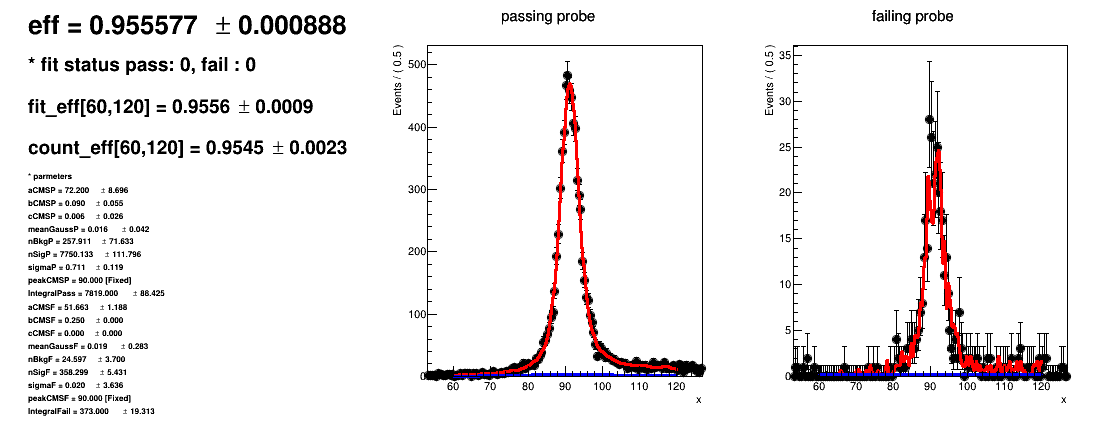 eff = 0.955577 ± 0.000888
* fit status pass: 0, fail : 0
fit_eff[60,120] = 0.9556 ± 0.0009
count_eff[60,120] = 0.9545 ± 0.0023
* parmeters
aCMSP = 72.200 ± 8.696
bCMSP = 0.090 ± 0.055
cCMSP = 0.006 ± 0.026
meanGaussP = 0.016 ± 0.042
nBkgP = 257.911 ± 71.633
nSigP = 7750.133 ± 111.796
sigmaP = 0.711 ± 0.119
peakCMSP = 90.000 [Fixed]
IntegralPass = 7819.000 ± 88.425
aCMSF = 51.663 ± 1.188
bCMSF = 0.250 ± 0.000
cCMSF = 0.000 ± 0.000
meanGaussF = 0.019 ± 0.283
nBkgF = 24.597 ± 3.700
nSigF = 358.299 ± 5.431
sigmaF = 0.020 ± 3.636
peakCMSF = 90.000 [Fixed]
IntegralFail = 373.000 ± 19.313
passing probe
Events / ( 0.5 )
500
400
300
200
100
0
60 70 80 90 100 110 120
x
failing probe
Events / ( 0.5 )
35
30
25
20
15
10
5
0
60 70 80 90 100 110 120
x